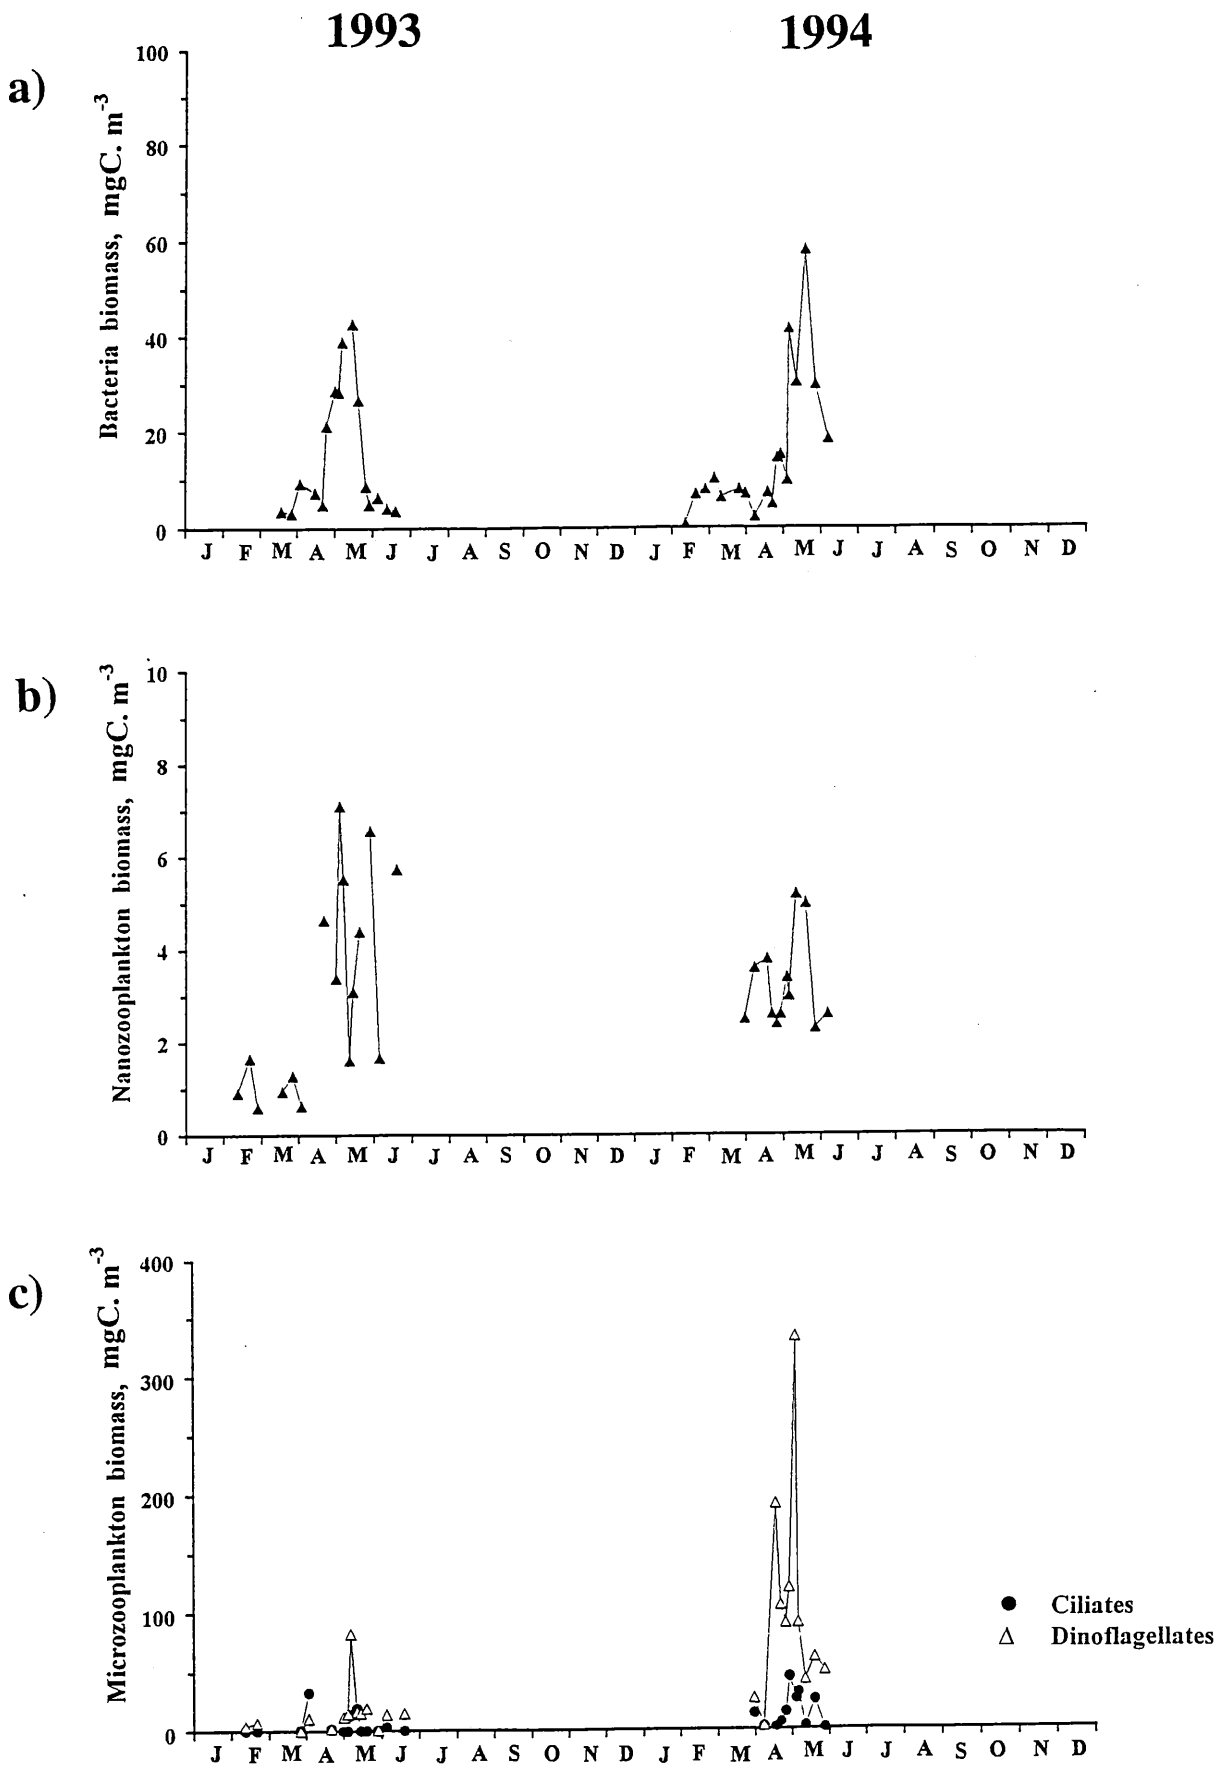 1993 1994
a)
Bacteria biomass, mgC. m-3
100
80
60
40
20
0
J F M A M J J A S O N D J F M A M J J A S O N D
b)
Nanozooplankton biomass, mgC. m-3
10
8
6
4
2
0
J F M A M J J A S O N D J F M A M J J A S O N D
c)
Microzooplankton biomass, mgC. m-3
400
300
200
100
0
Ciliates
Dinoflagellates
J F M A M J J A S O N D J F M A M J J A S O N D